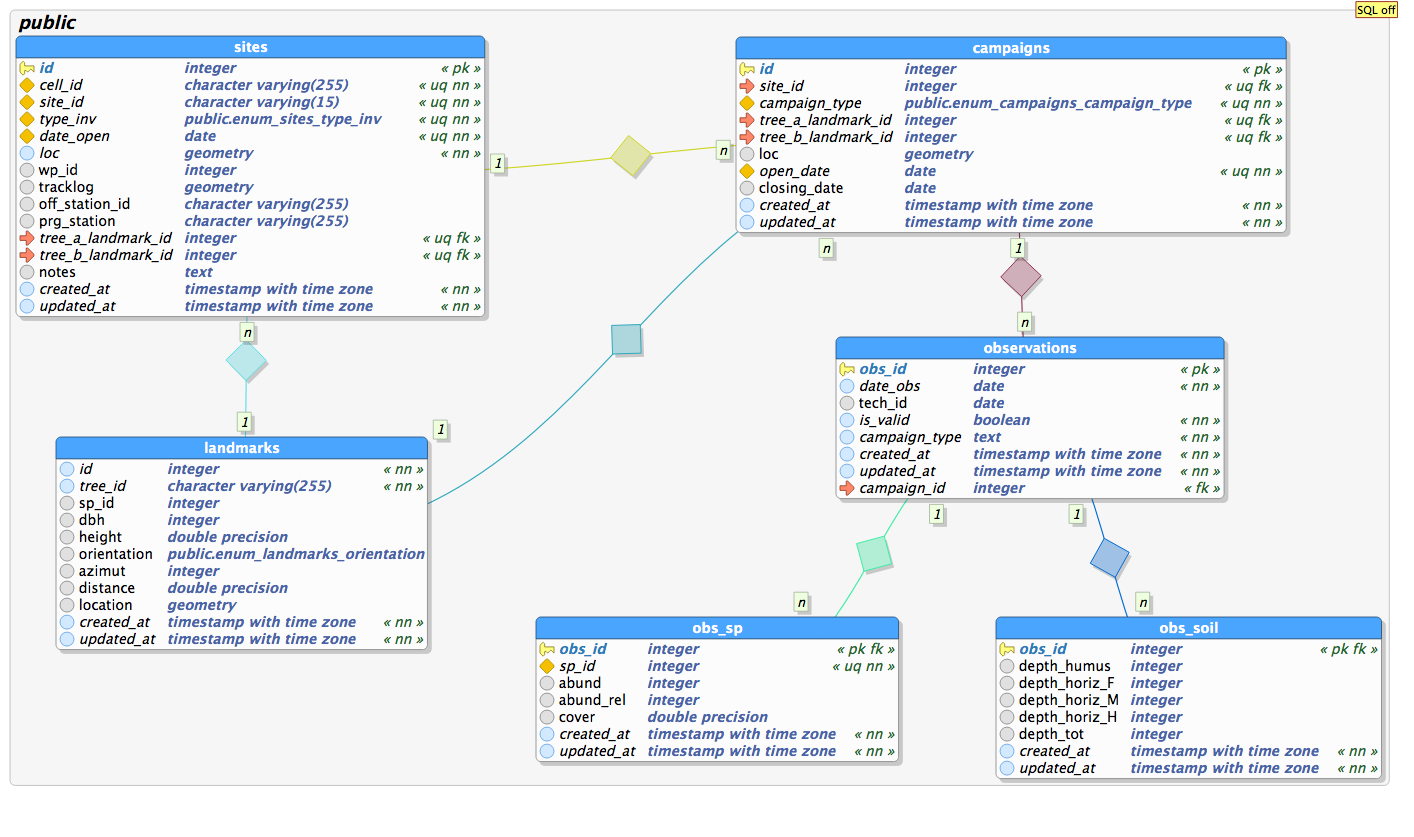 SQL off
public
sites
id integer « pk »
cell_id character varying(255) « uq nn »
site_id character varying(15) « uq nn »
type_inv public.enum_sites_type_inv « uq nn »
date_open date « uq nn »
loc geometry « nn »
wp_id integer
tracklog geometry
off_station_id character varying(255)
prg_station character varying(255)
tree_a_landmark_id integer « uq fk »
tree_b_landmark_id integer « uq fk »
notes text
created_at timestamp with time zone « nn »
updated_at timestamp with time zone « nn »
1
n
campaigns
id integer « pk »
site_id integer « uq fk »
campaign_type public.enum_campaigns_campaign_type « uq nn »
tree_a_landmark_id integer « uq fk »
tree_b_landmark_id integer « uq fk »
loc geometry
open_date date « uq nn »
closing_date date
created_at timestamp with time zone « nn »
updated_at timestamp with time zone « nn »
n
1
n
n
1
1
landmarks
id integer « nn »
tree_id character varying(255) « nn »
sp_id integer
dbh integer
height double precision
orientation public.enum_landmarks_orientation
azimut integer
distance double precision
location geometry
created_at timestamp with time zone « nn »
updated_at timestamp with time zone « nn »
observations
obs_id integer « pk »
date_obs date « nn »
tech_id date
is_valid boolean « nn »
campaign_type text « nn »
created_at timestamp with time zone « nn »
updated_at timestamp with time zone « nn »
campaign_id integer « fk »
1
1
n
n
obs_sp
obs_id integer « pk fk »
sp_id integer « uq nn »
abund integer
abund_rel integer
cover double precision
created_at timestamp with time zone « nn »
updated_at timestamp with time zone « nn »
obs_soil
obs_id integer « pk fk »
depth_humus integer
depth_horiz_F integer
depth_horiz_M integer
depth_horiz_H integer
depth_tot integer
created_at timestamp with time zone « nn »
updated_at timestamp with time zone « nn »